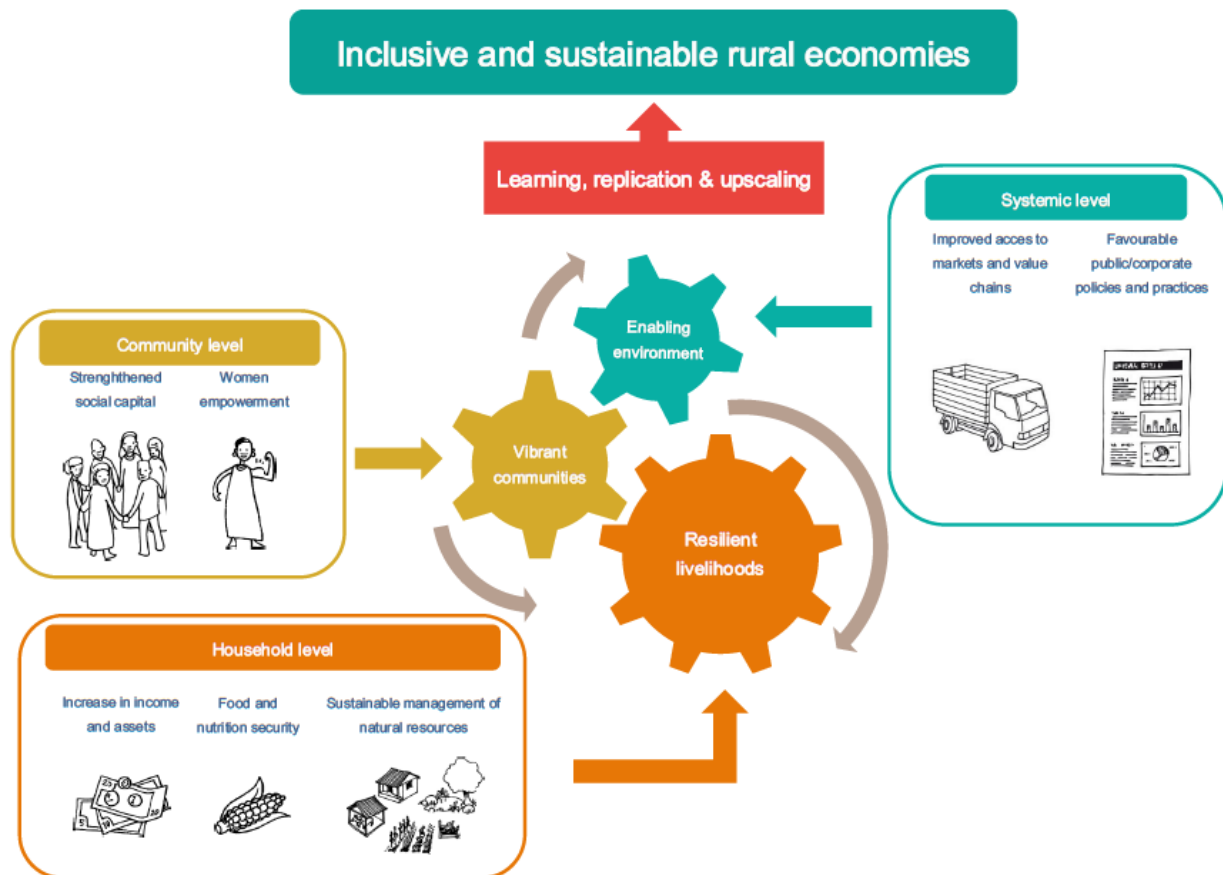 Inclusive and sustainable rural economies
Learning, replication & upscaling
Systemic level
Improved acces to
markets and value
chains
Favourable
public/corporate
policies and practices
Enabling
environment
Community level
Strenghthened
social capital
Women
empowerment
Vibrant
communities
Resilient
livelihoods
Household level
Increase in income
and assets
Food and
nutrition security
Sustainable management of
natural resources